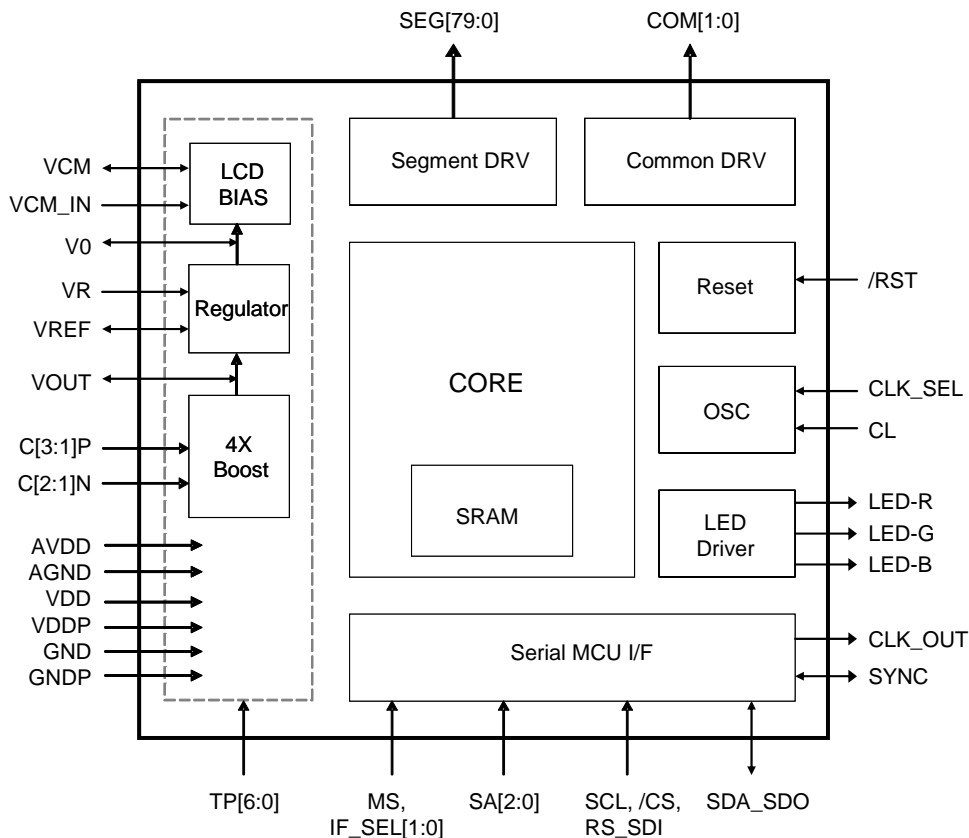 SEG[79:0]
COM[1:0]
Segment DRV
Common DRV
VCM
VCM_IN
V0
VR
VREF
VOUT
C[3:1]P
C[2:1]N
AVDD
AGND
VDD
VDDP
GND
GNDP
LCD
BIAS
Regulator
4X
Boost
CORE
SRAM
Reset
OSC
LED
Driver
/RST
CLK_SEL
CL
LED-R
LED-G
LED-B
Serial MCU I/F
CLK_OUT
SYNC
TP[6:0]
MS,
IF_SEL[1:0]
SA[2:0]
SCL, /CS,
RS_SDI
SDA_SDO